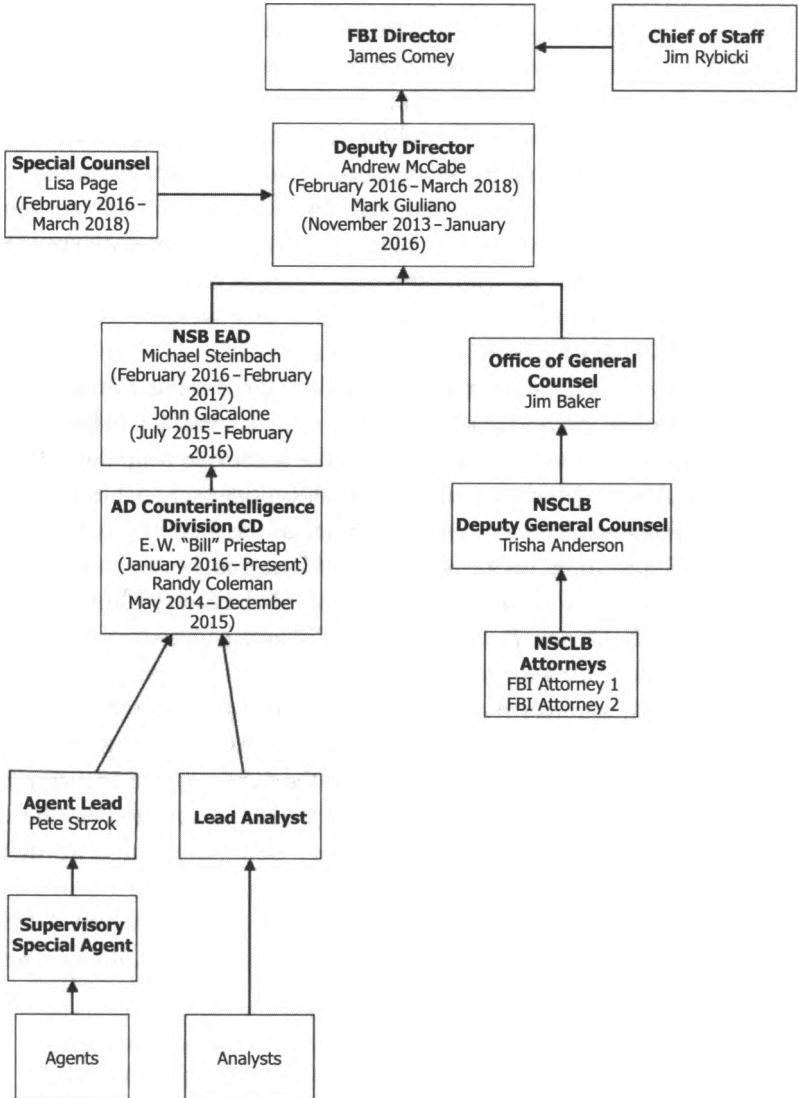 FBI Director
James Comey
Chief of Staff
Jim Rybicki
Deputy Director
Andrew McCabe
(February 2016–March 2018)
Mark Giuliano
(November 2013–January
2016)
Special Counsel
Lisa Page
(February 2016–
March 2018)
NSB EAD
Michael Steinbach
(February 2016–February
2017)
John Glacalone
(July 2015–February
2016)
Office of General
Counsel
Jim Baker
AD Counterintelligence
Division CD
E. W. "Bill" Priestap
(January 2016–Present)
Randy Coleman
May 2014–December
2015)
NSCLB
Deputy General Counsel
Trisha Anderson
NSCLB
Attorneys
FBI Attorney 1
FBI Attorney 2
Agent Lead
Pete Strzok
Lead Analyst
Supervisory
Special Agent
Agents
Analysts